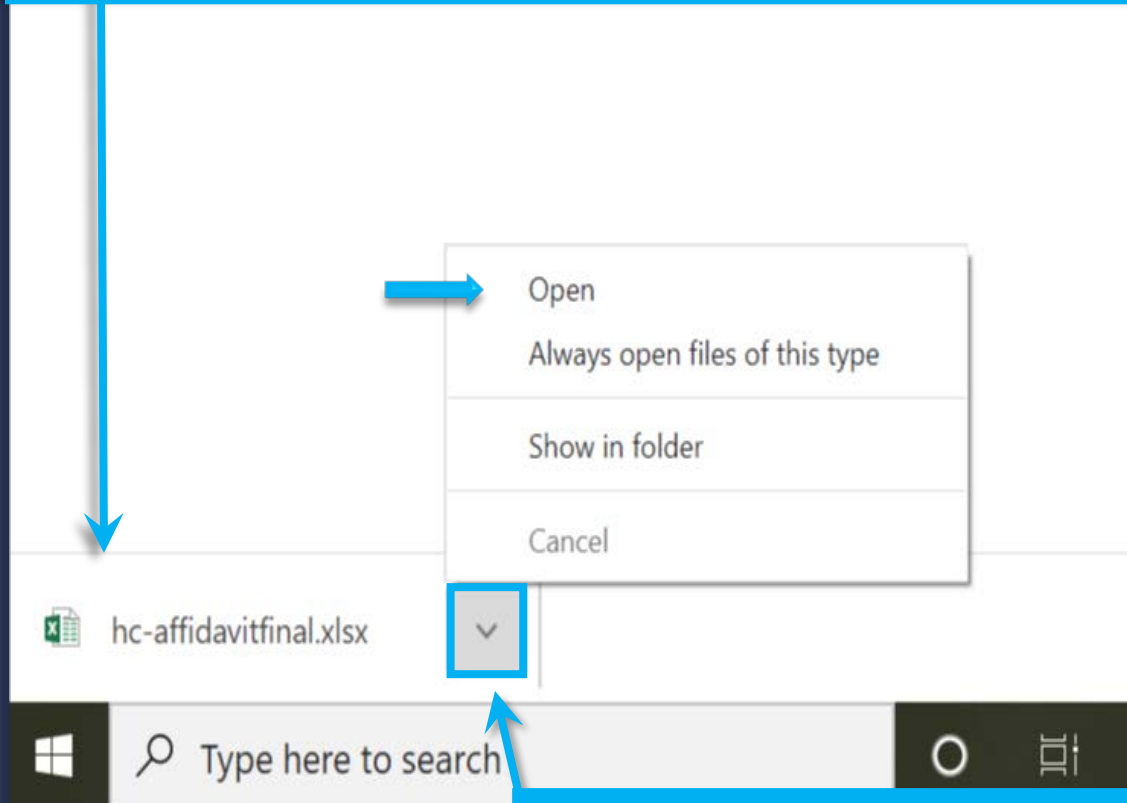 Open
Always open files of this type
Show in folder
Cancel
hc-affidavitfinal.xlsx
Type here to search